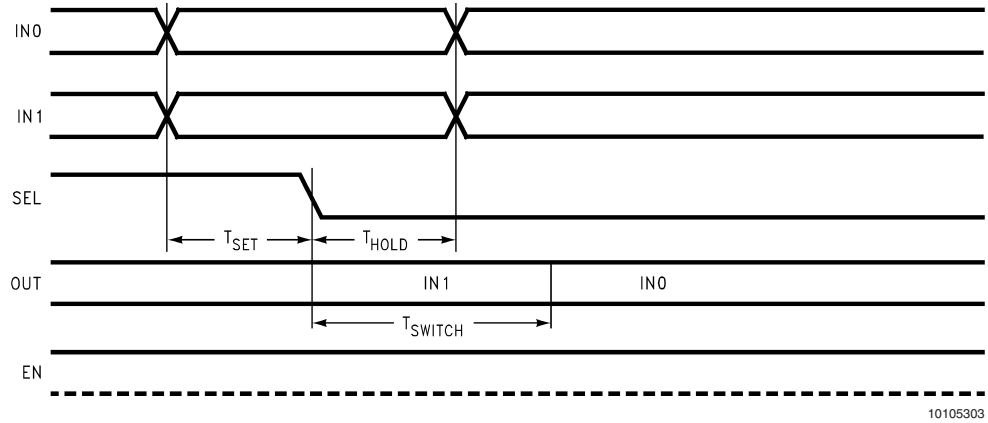 IN0
IN1
SEL
TSET THOLD
OUT IN1 IN0
TSWITCH
EN
10105303